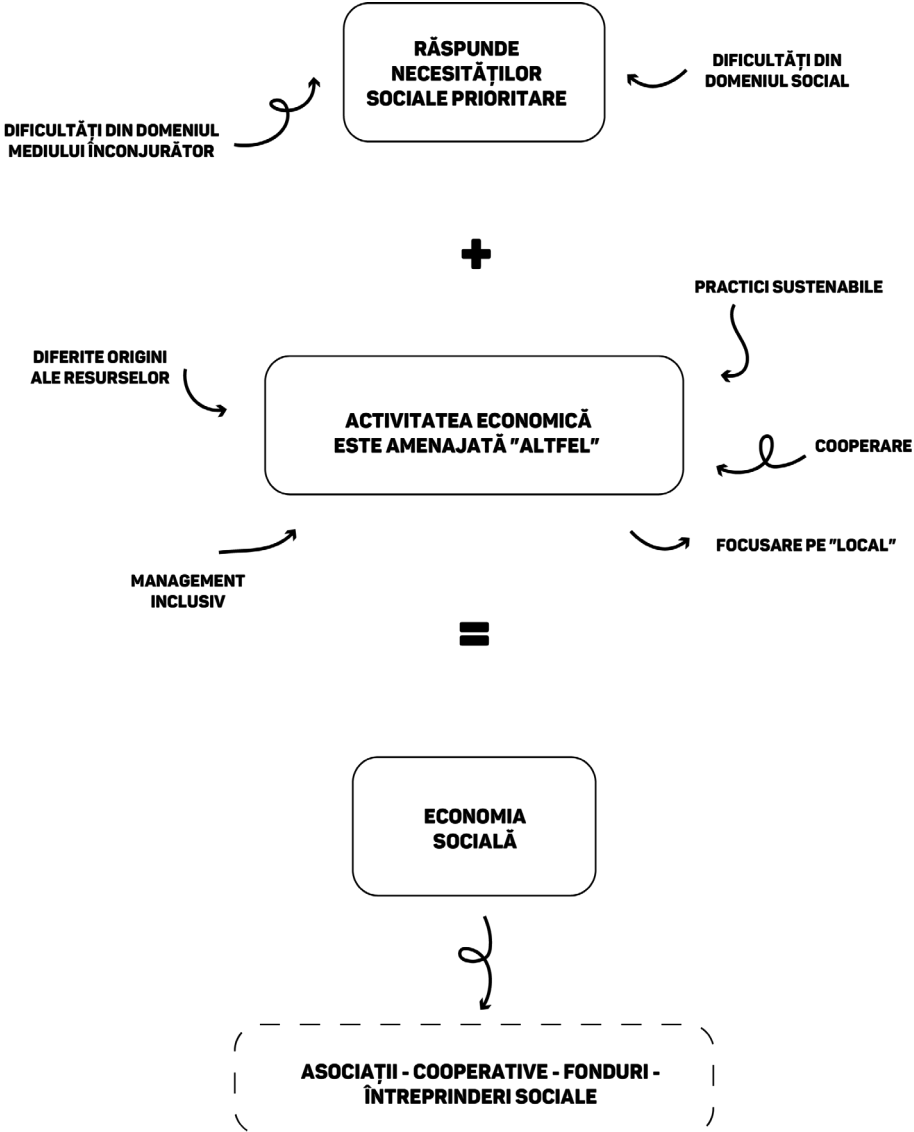 RĂSPUNDE
NECESITĂȚILOR
SOCIALE PRIORITARE
DIFICULTĂȚI DIN
DOMENIUL SOCIAL
DIFICULTĂȚI DIN DOMENIUL
MEDIULUI ÎNCONJURĂTOR
+
PRACTICI SUSTENABILE
DIFERITE ORIGINI
ALE RESURSELOR
ACTIVITATEA ECONOMICĂ
ESTE AMENAJATĂ "ALTFEL"
COOPERARE
FOCUSARE PE "LOCAL"
MANAGEMENT
INCLUSIV
=
ECONOMIA
SOCIALĂ
ASOCIAȚII - COOPERATIVE - FONDURI -
ÎNTREPRINDERI SOCIALE